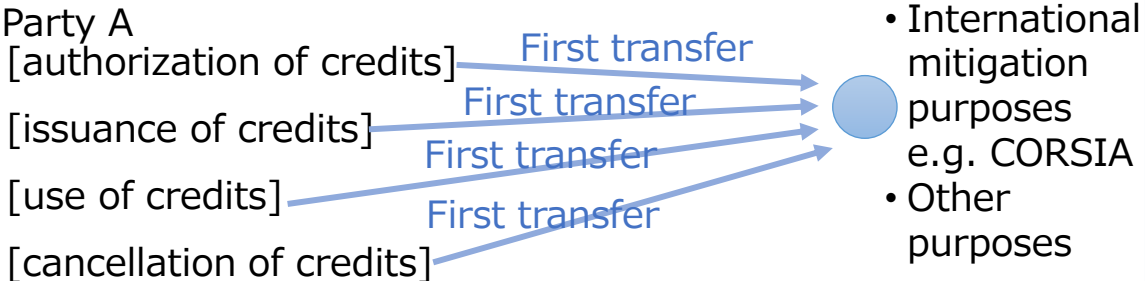 Party A
[authorization of credits]
First transfer
[issuance of credits]
First transfer
[use of credits]
First transfer
[cancellation of credits]
First transfer
• International
mitigation
purposes
e.g. CORSIA
• Other
purposes